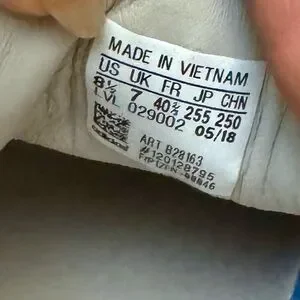 MADE IN VIETNAM
US UK FR JP CHN
8½ 7 40⅔ 255 250
LVL 029002 05/18
ART B28163
#120128795